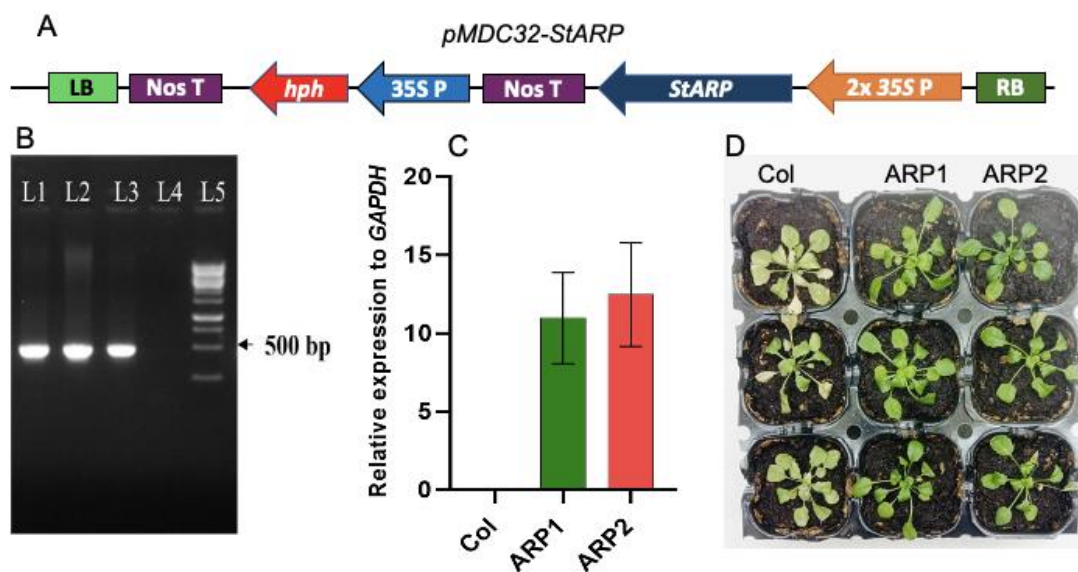 A
pMDC32-StARP
LB Nos T hph 35S P Nos T StARP 2x 35S P RB
B
L1 L2 L3 L4 L5
500 bp
C
Relative expression to GAPDH
20
15
10
5
0
Col ARP1 ARP2
D
Col ARP1 ARP2